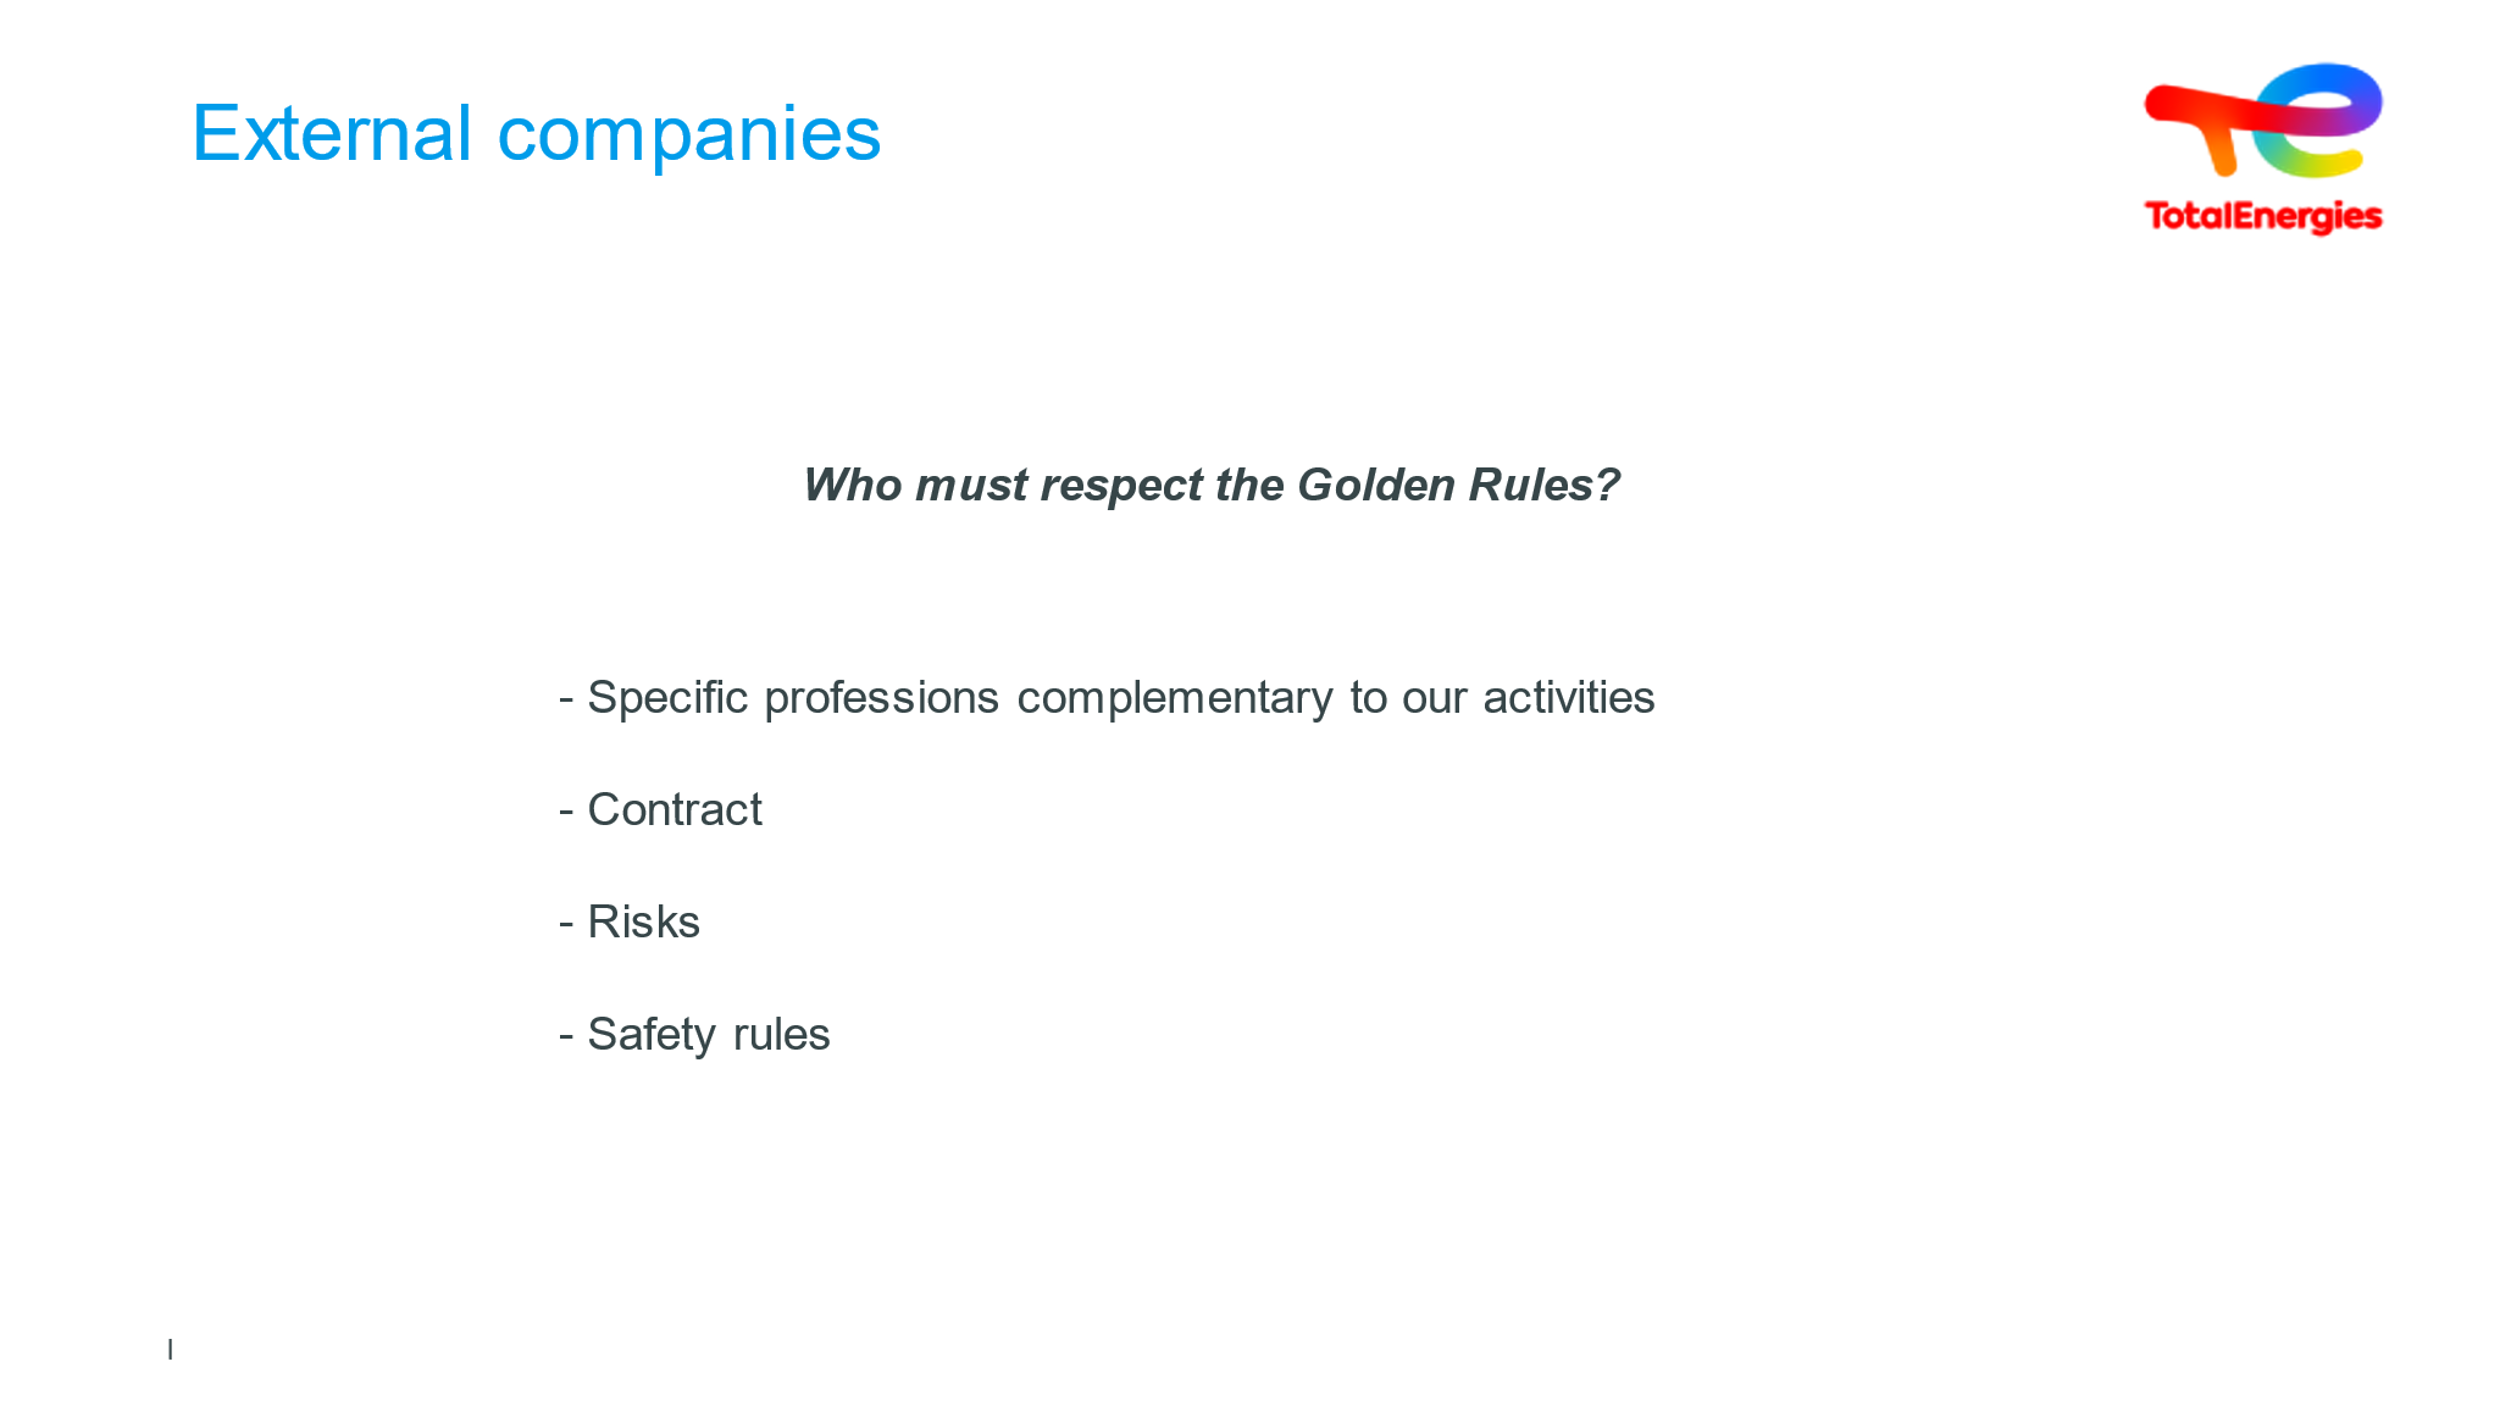 External companies
TotalEnergies
Who must respect the Golden Rules?
- Specific professions complementary to our activities
- Contract
- Risks
- Safety rules
|